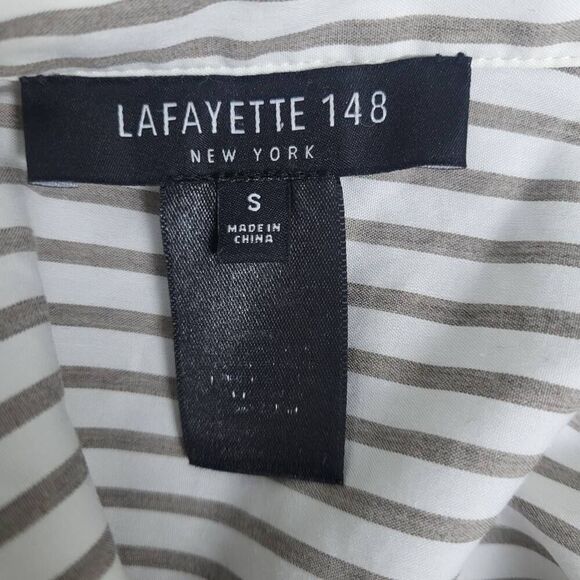 LAFAYETTE 148
NEW YORK
S
MADE IN
CHINA